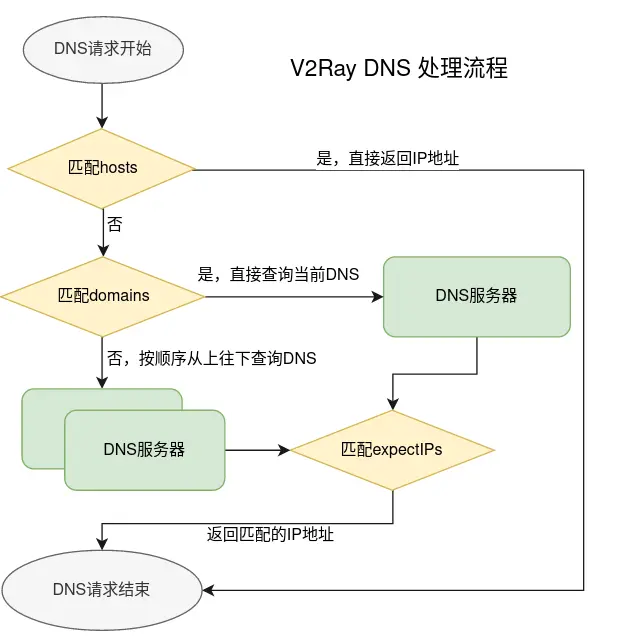 DNS请求开始
V2Ray DNS 处理流程
匹配hosts
是，直接返回IP地址
否
匹配domains
是，直接查询当前DNS
DNS服务器
否，按顺序从上往下查询DNS
DNS服务器
匹配expectIPs
返回匹配的IP地址
DNS请求结束